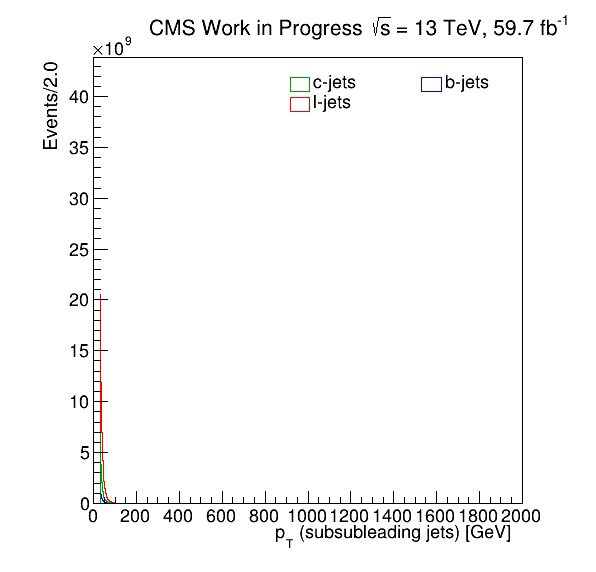 CMS Work in Progress √s = 13 TeV, 59.7 fb⁻¹
×10⁹
Events/2.0
c-jets
b-jets
l-jets
40
35
30
25
20
15
10
5
0
0 200 400 600 800 1000 1200 1400 1600 1800 2000
p_T (subsubleading jets) [GeV]